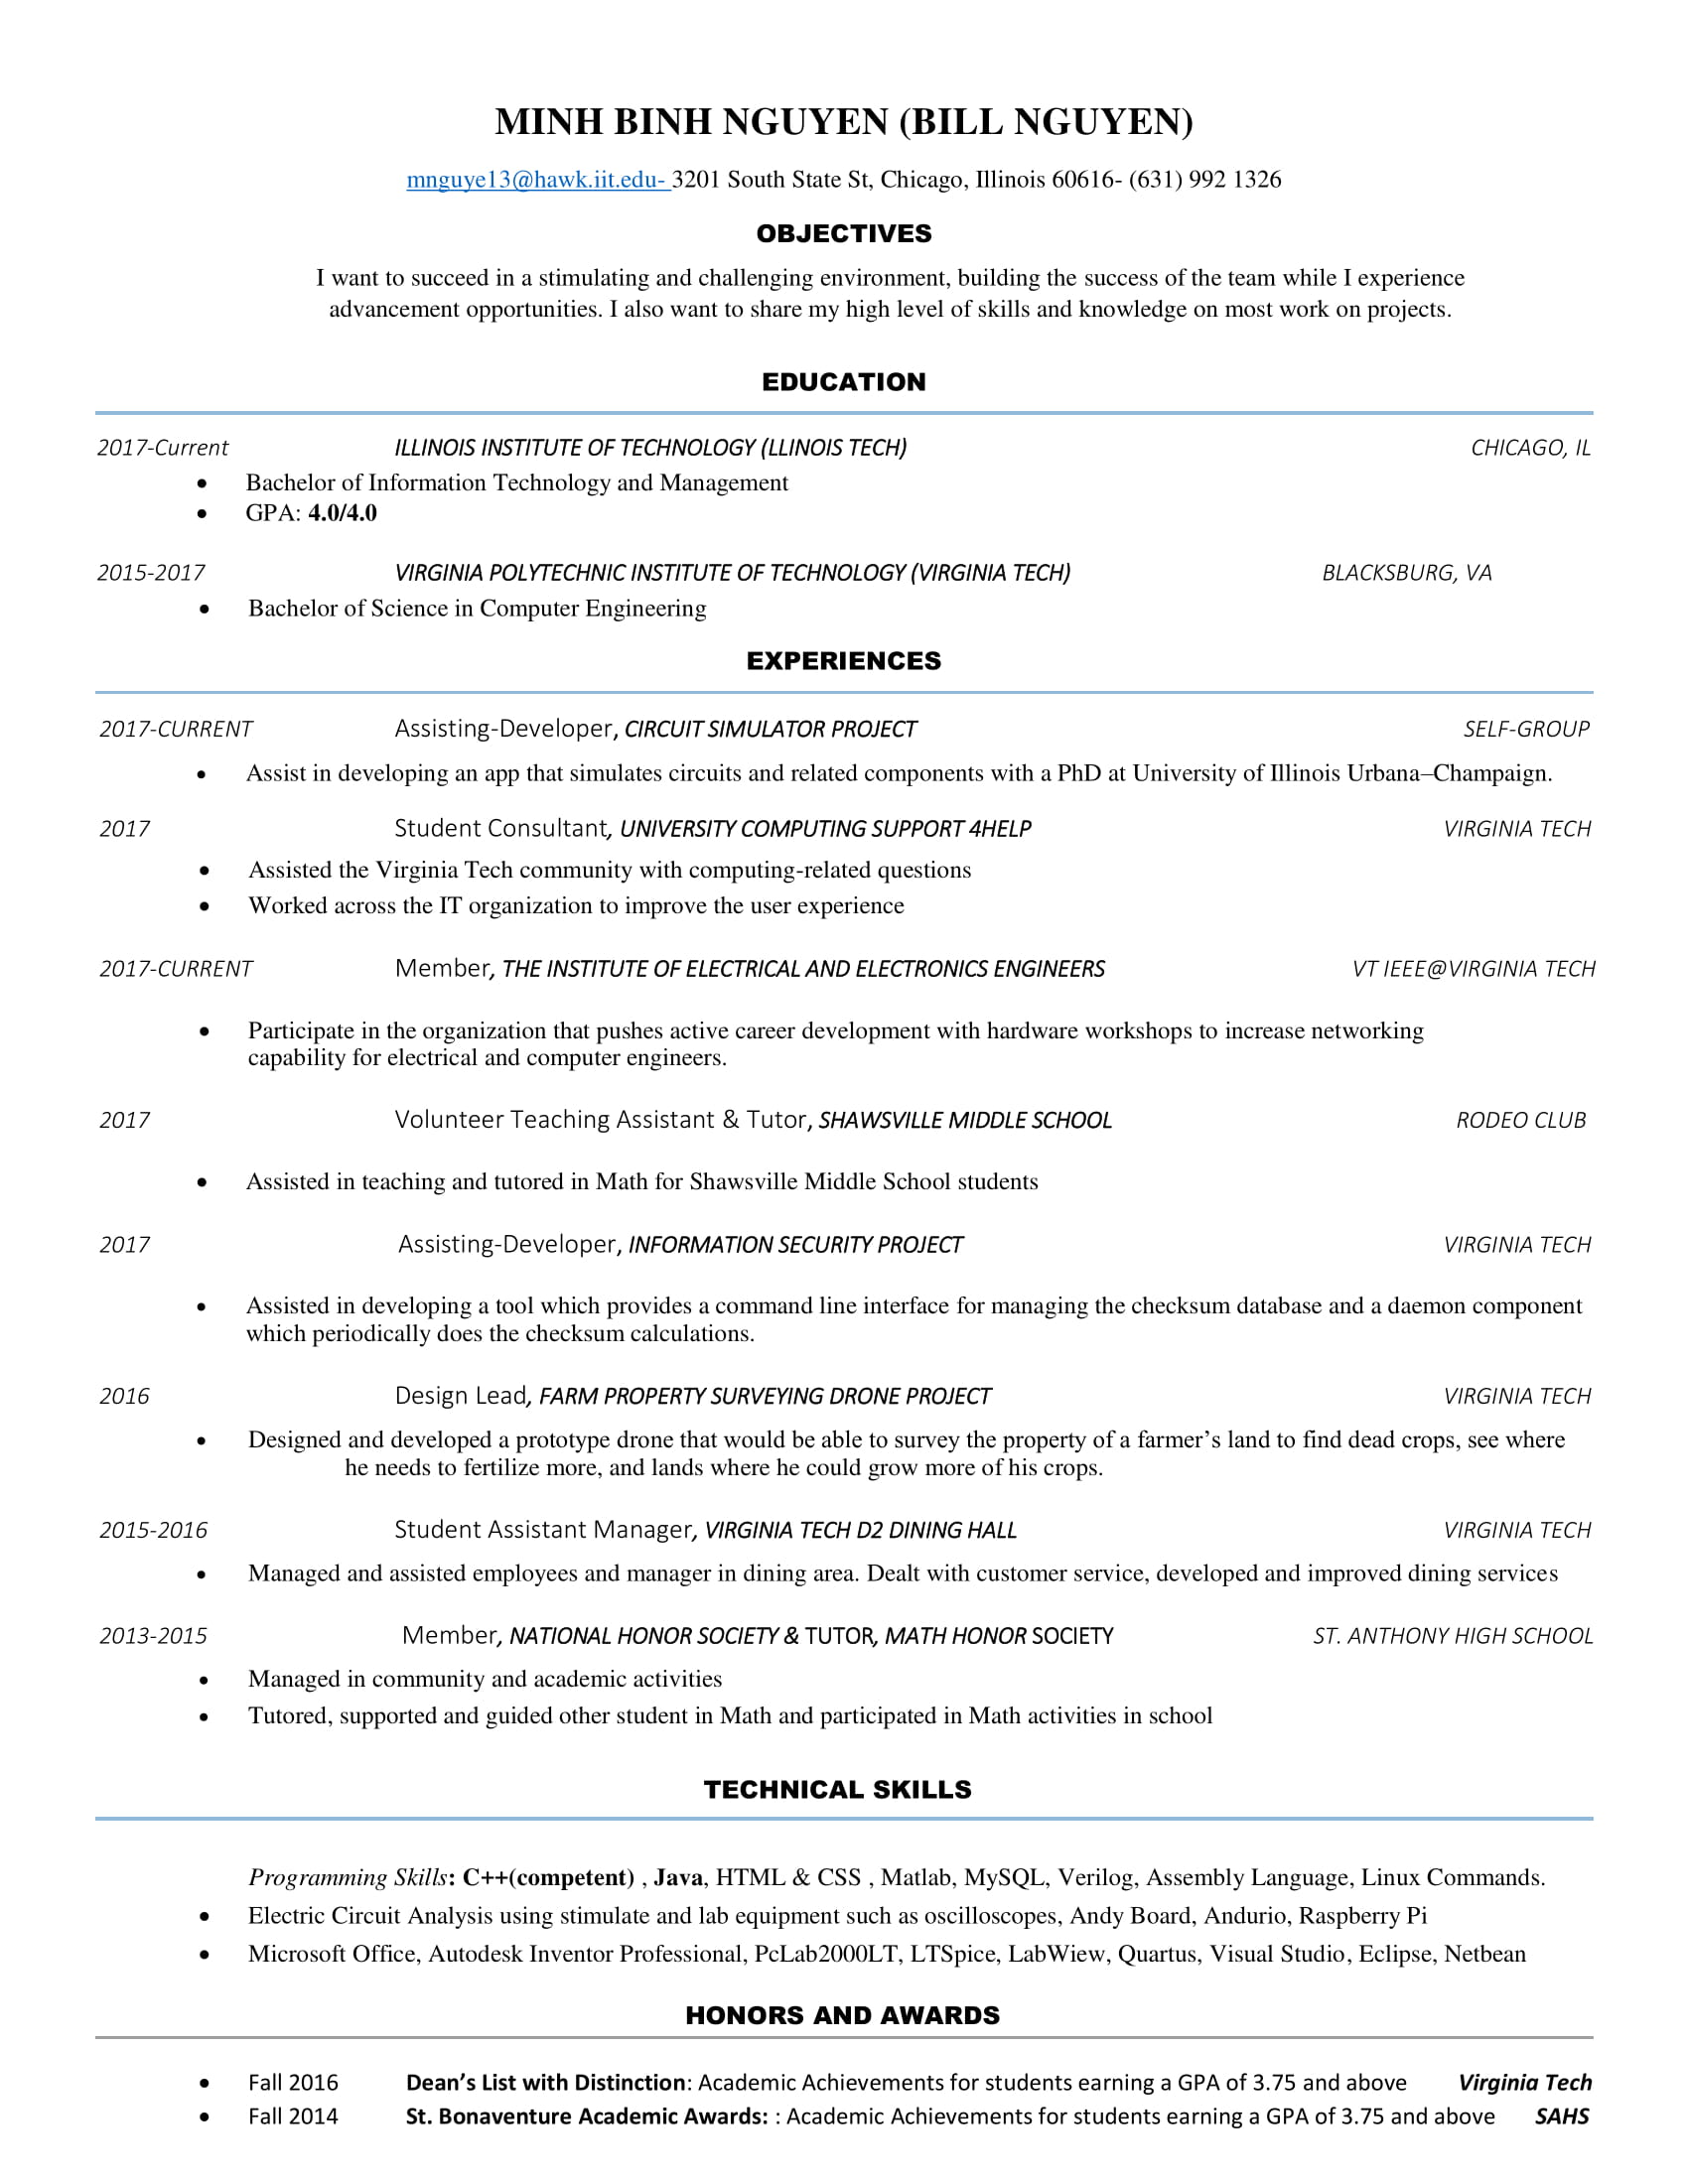 MINH BINH NGUYEN (BILL NGUYEN)
mnguye13@hawk.iit.edu- 3201 South State St, Chicago, Illinois 60616- (631) 992 1326
OBJECTIVES
I want to succeed in a stimulating and challenging environment, building the success of the team while I experience
advancement opportunities. I also want to share my high level of skills and knowledge on most work on projects.
EDUCATION
2017-Current ILLINOIS INSTITUTE OF TECHNOLOGY (LLINOIS TECH) CHICAGO, IL
• Bachelor of Information Technology and Management
• GPA: 4.0/4.0
2015-2017 VIRGINIA POLYTECHNIC INSTITUTE OF TECHNOLOGY (VIRGINIA TECH) BLACKSBURG, VA
• Bachelor of Science in Computer Engineering
EXPERIENCES
2017-CURRENT Assisting-Developer, CIRCUIT SIMULATOR PROJECT SELF-GROUP
• Assist in developing an app that simulates circuits and related components with a PhD at University of Illinois Urbana–Champaign.
2017 Student Consultant, UNIVERSITY COMPUTING SUPPORT 4HELP VIRGINIA TECH
• Assisted the Virginia Tech community with computing-related questions
• Worked across the IT organization to improve the user experience
2017-CURRENT Member, THE INSTITUTE OF ELECTRICAL AND ELECTRONICS ENGINEERS VT IEEE@VIRGINIA TECH
• Participate in the organization that pushes active career development with hardware workshops to increase networking
capability for electrical and computer engineers.
2017 Volunteer Teaching Assistant & Tutor, SHAWSVILLE MIDDLE SCHOOL RODEO CLUB
• Assisted in teaching and tutored in Math for Shawsville Middle School students
2017 Assisting-Developer, INFORMATION SECURITY PROJECT VIRGINIA TECH
• Assisted in developing a tool which provides a command line interface for managing the checksum database and a daemon component
which periodically does the checksum calculations.
2016 Design Lead, FARM PROPERTY SURVEYING DRONE PROJECT VIRGINIA TECH
• Designed and developed a prototype drone that would be able to survey the property of a farmer’s land to find dead crops, see where
he needs to fertilize more, and lands where he could grow more of his crops.
2015-2016 Student Assistant Manager, VIRGINIA TECH D2 DINING HALL VIRGINIA TECH
• Managed and assisted employees and manager in dining area. Dealt with customer service, developed and improved dining services
2013-2015 Member, NATIONAL HONOR SOCIETY & TUTOR, MATH HONOR SOCIETY ST. ANTHONY HIGH SCHOOL
• Managed in community and academic activities
• Tutored, supported and guided other student in Math and participated in Math activities in school
TECHNICAL SKILLS
Programming Skills: C++(competent) , Java, HTML & CSS , Matlab, MySQL, Verilog, Assembly Language, Linux Commands.
• Electric Circuit Analysis using stimulate and lab equipment such as oscilloscopes, Andy Board, Andurio, Raspberry Pi
• Microsoft Office, Autodesk Inventor Professional, PcLab2000LT, LTSpice, LabWiew, Quartus, Visual Studio, Eclipse, Netbean
HONORS AND AWARDS
• Fall 2016 Dean’s List with Distinction: Academic Achievements for students earning a GPA of 3.75 and above Virginia Tech
• Fall 2014 St. Bonaventure Academic Awards: : Academic Achievements for students earning a GPA of 3.75 and above SAHS